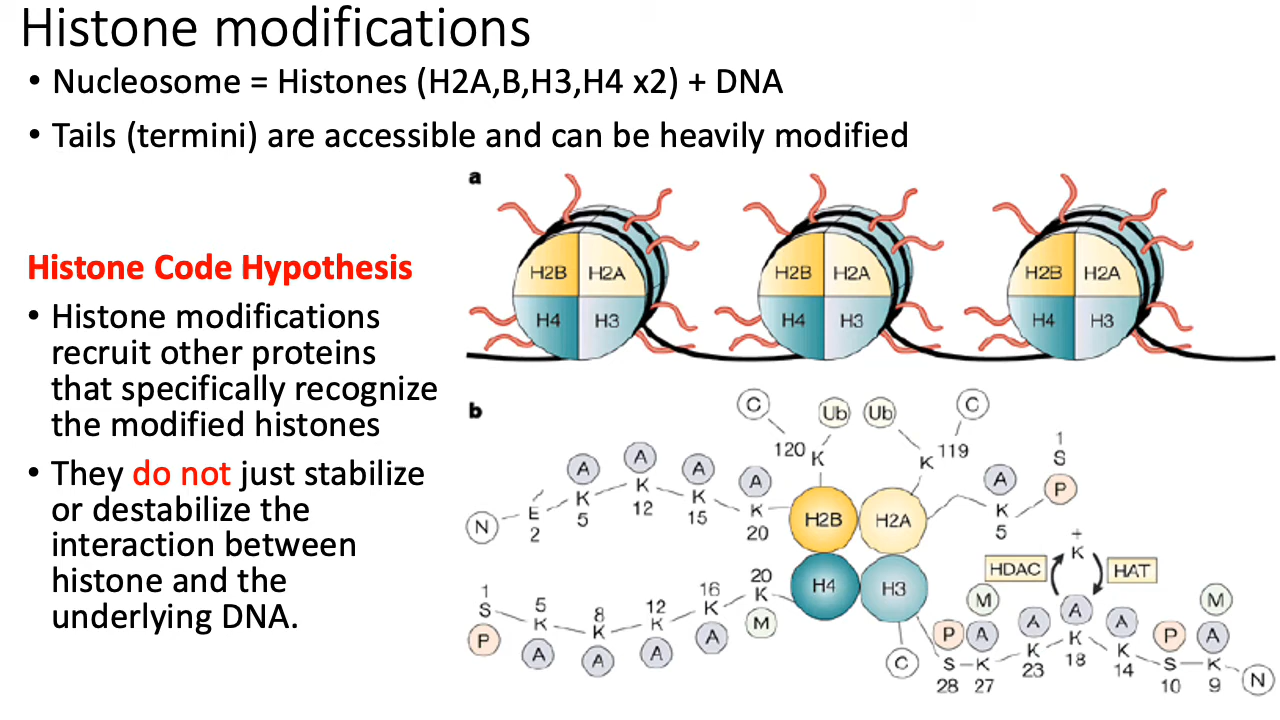 Histone modifications
• Nucleosome = Histones (H2A,B,H3,H4 x2) + DNA
• Tails (termini) are accessible and can be heavily modified
Histone Code Hypothesis
• Histone modifications
recruit other proteins
that specifically recognize
the modified histones
• They do not just stabilize
or destabilize the
interaction between
histone and the
underlying DNA.
a
H2B H2A H2B H2A H2B H2A
H4 H3 H4 H3 H4 H3
b
C Ub Ub C
120 K K 119
1
S
P
A A A A A
N E K K K K K
2 5 12 15 20 5
H2B H2A
H4 H3
+
K
HDAC HAT
1 5 8 12 16 20
S K K K K K
P A A A A M
M M
P A A A A P A
C
S K K K K S K N
28 27 23 18 14 10 9